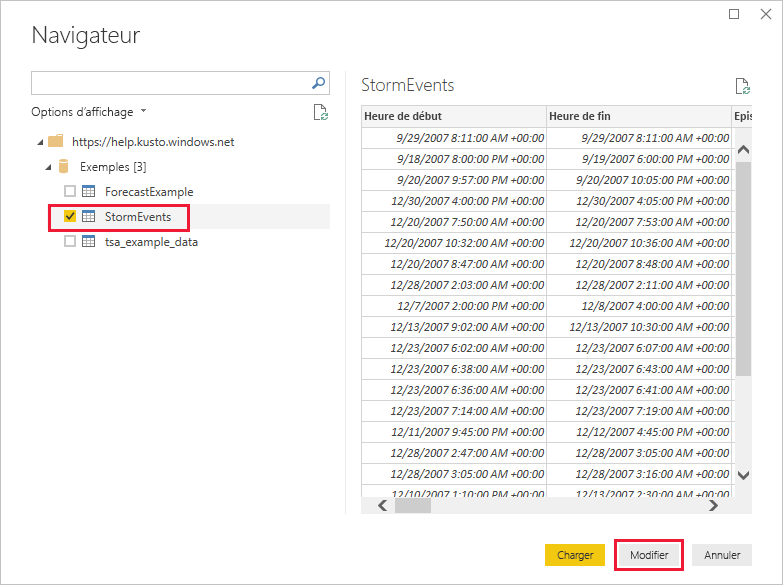 Navigateur
Options d'affichage
https://help.kusto.windows.net
Exemples [3]
ForecastExample
StormEvents
tsa_example_data
StormEvents
Heure de début Heure de fin Epis
9/29/2007 8:11:00 AM +00:00 9/29/2007 8:11:00 AM +00:00
9/18/2007 8:00:00 PM +00:00 9/19/2007 6:00:00 PM +00:00
9/20/2007 9:57:00 PM +00:00 9/20/2007 10:05:00 PM +00:00
12/30/2007 4:00:00 PM +00:00 12/30/2007 4:05:00 PM +00:00
12/20/2007 7:50:00 AM +00:00 12/20/2007 7:53:00 AM +00:00
12/20/2007 10:32:00 AM +00:00 12/20/2007 10:36:00 AM +00:00
12/20/2007 8:47:00 AM +00:00 12/20/2007 8:48:00 AM +00:00
12/28/2007 2:03:00 AM +00:00 12/28/2007 2:11:00 AM +00:00
12/7/2007 2:00:00 PM +00:00 12/8/2007 4:00:00 AM +00:00
12/13/2007 9:02:00 AM +00:00 12/13/2007 10:30:00 AM +00:00
12/23/2007 6:02:00 AM +00:00 12/23/2007 6:07:00 AM +00:00
12/23/2007 6:38:00 AM +00:00 12/23/2007 6:43:00 AM +00:00
12/23/2007 6:36:00 AM +00:00 12/23/2007 6:41:00 AM +00:00
12/23/2007 7:14:00 AM +00:00 12/23/2007 7:19:00 AM +00:00
12/11/2007 9:45:00 PM +00:00 12/12/2007 4:45:00 PM +00:00
12/28/2007 2:47:00 AM +00:00 12/28/2007 3:05:00 AM +00:00
12/28/2007 3:05:00 AM +00:00 12/28/2007 3:16:00 AM +00:00
12/10/2007 1:10:00 PM +00:00 12/13/2007 2:30:00 AM +00:00
Charger Modifier Annuler